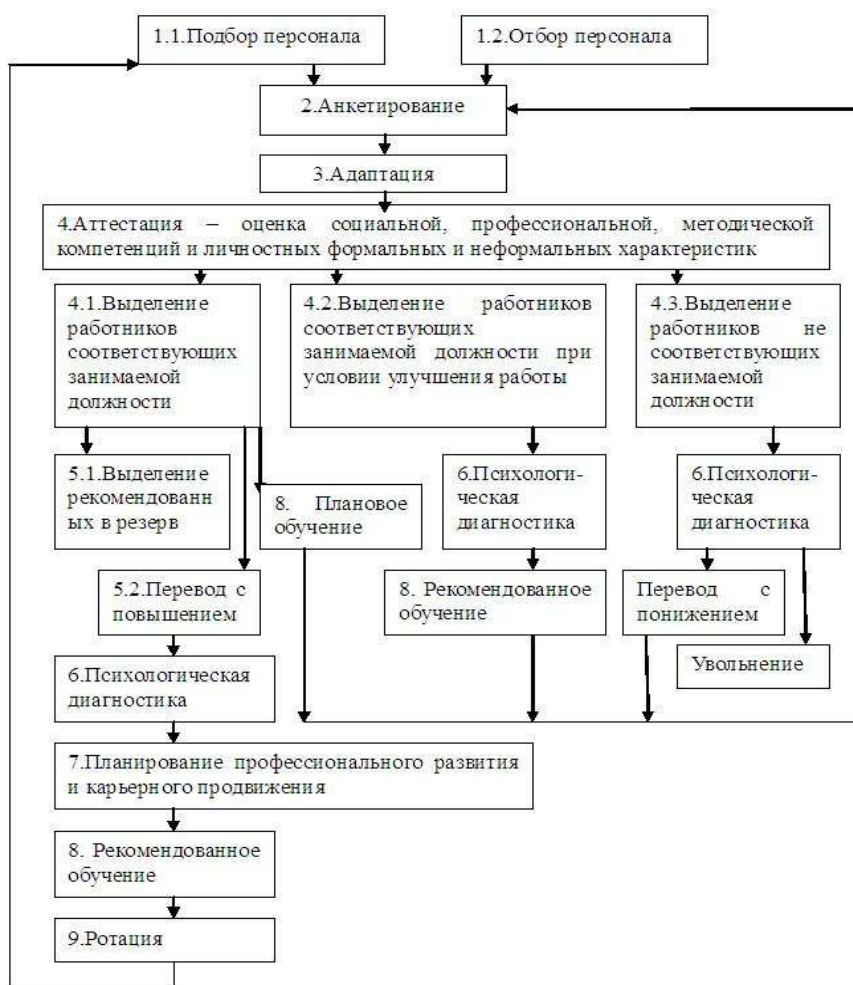 1.1.Подбор персонала
1.2.Отбор персонала
2.Анкетирование
3.Адаптация
4.Аттестация – оценка социальной, профессиональной, методической
компетенций и личностных формальных и неформальных характеристик
4.1.Выделение
работников
соответствующих
занимаемой
должности
4.2.Выделение работников
соответствующих
занимаемой должности при
условии улучшения работы
4.3.Выделение
работников не
соответствующих
занимаемой
должности
5.1.Выделение
рекомендованн
ых в резерв
8. Плановое
обучение
6.Психологи-
ческая
диагностика
6.Психологи-
ческая
диагностика
5.2.Перевод с
повышением
8. Рекомендованное
обучение
Перевод с
понижением
Увольнение
6.Психологическая
диагностика
7.Планирование профессионального развития
и карьерного продвижения
8. Рекомендованное
обучение
9.Ротация